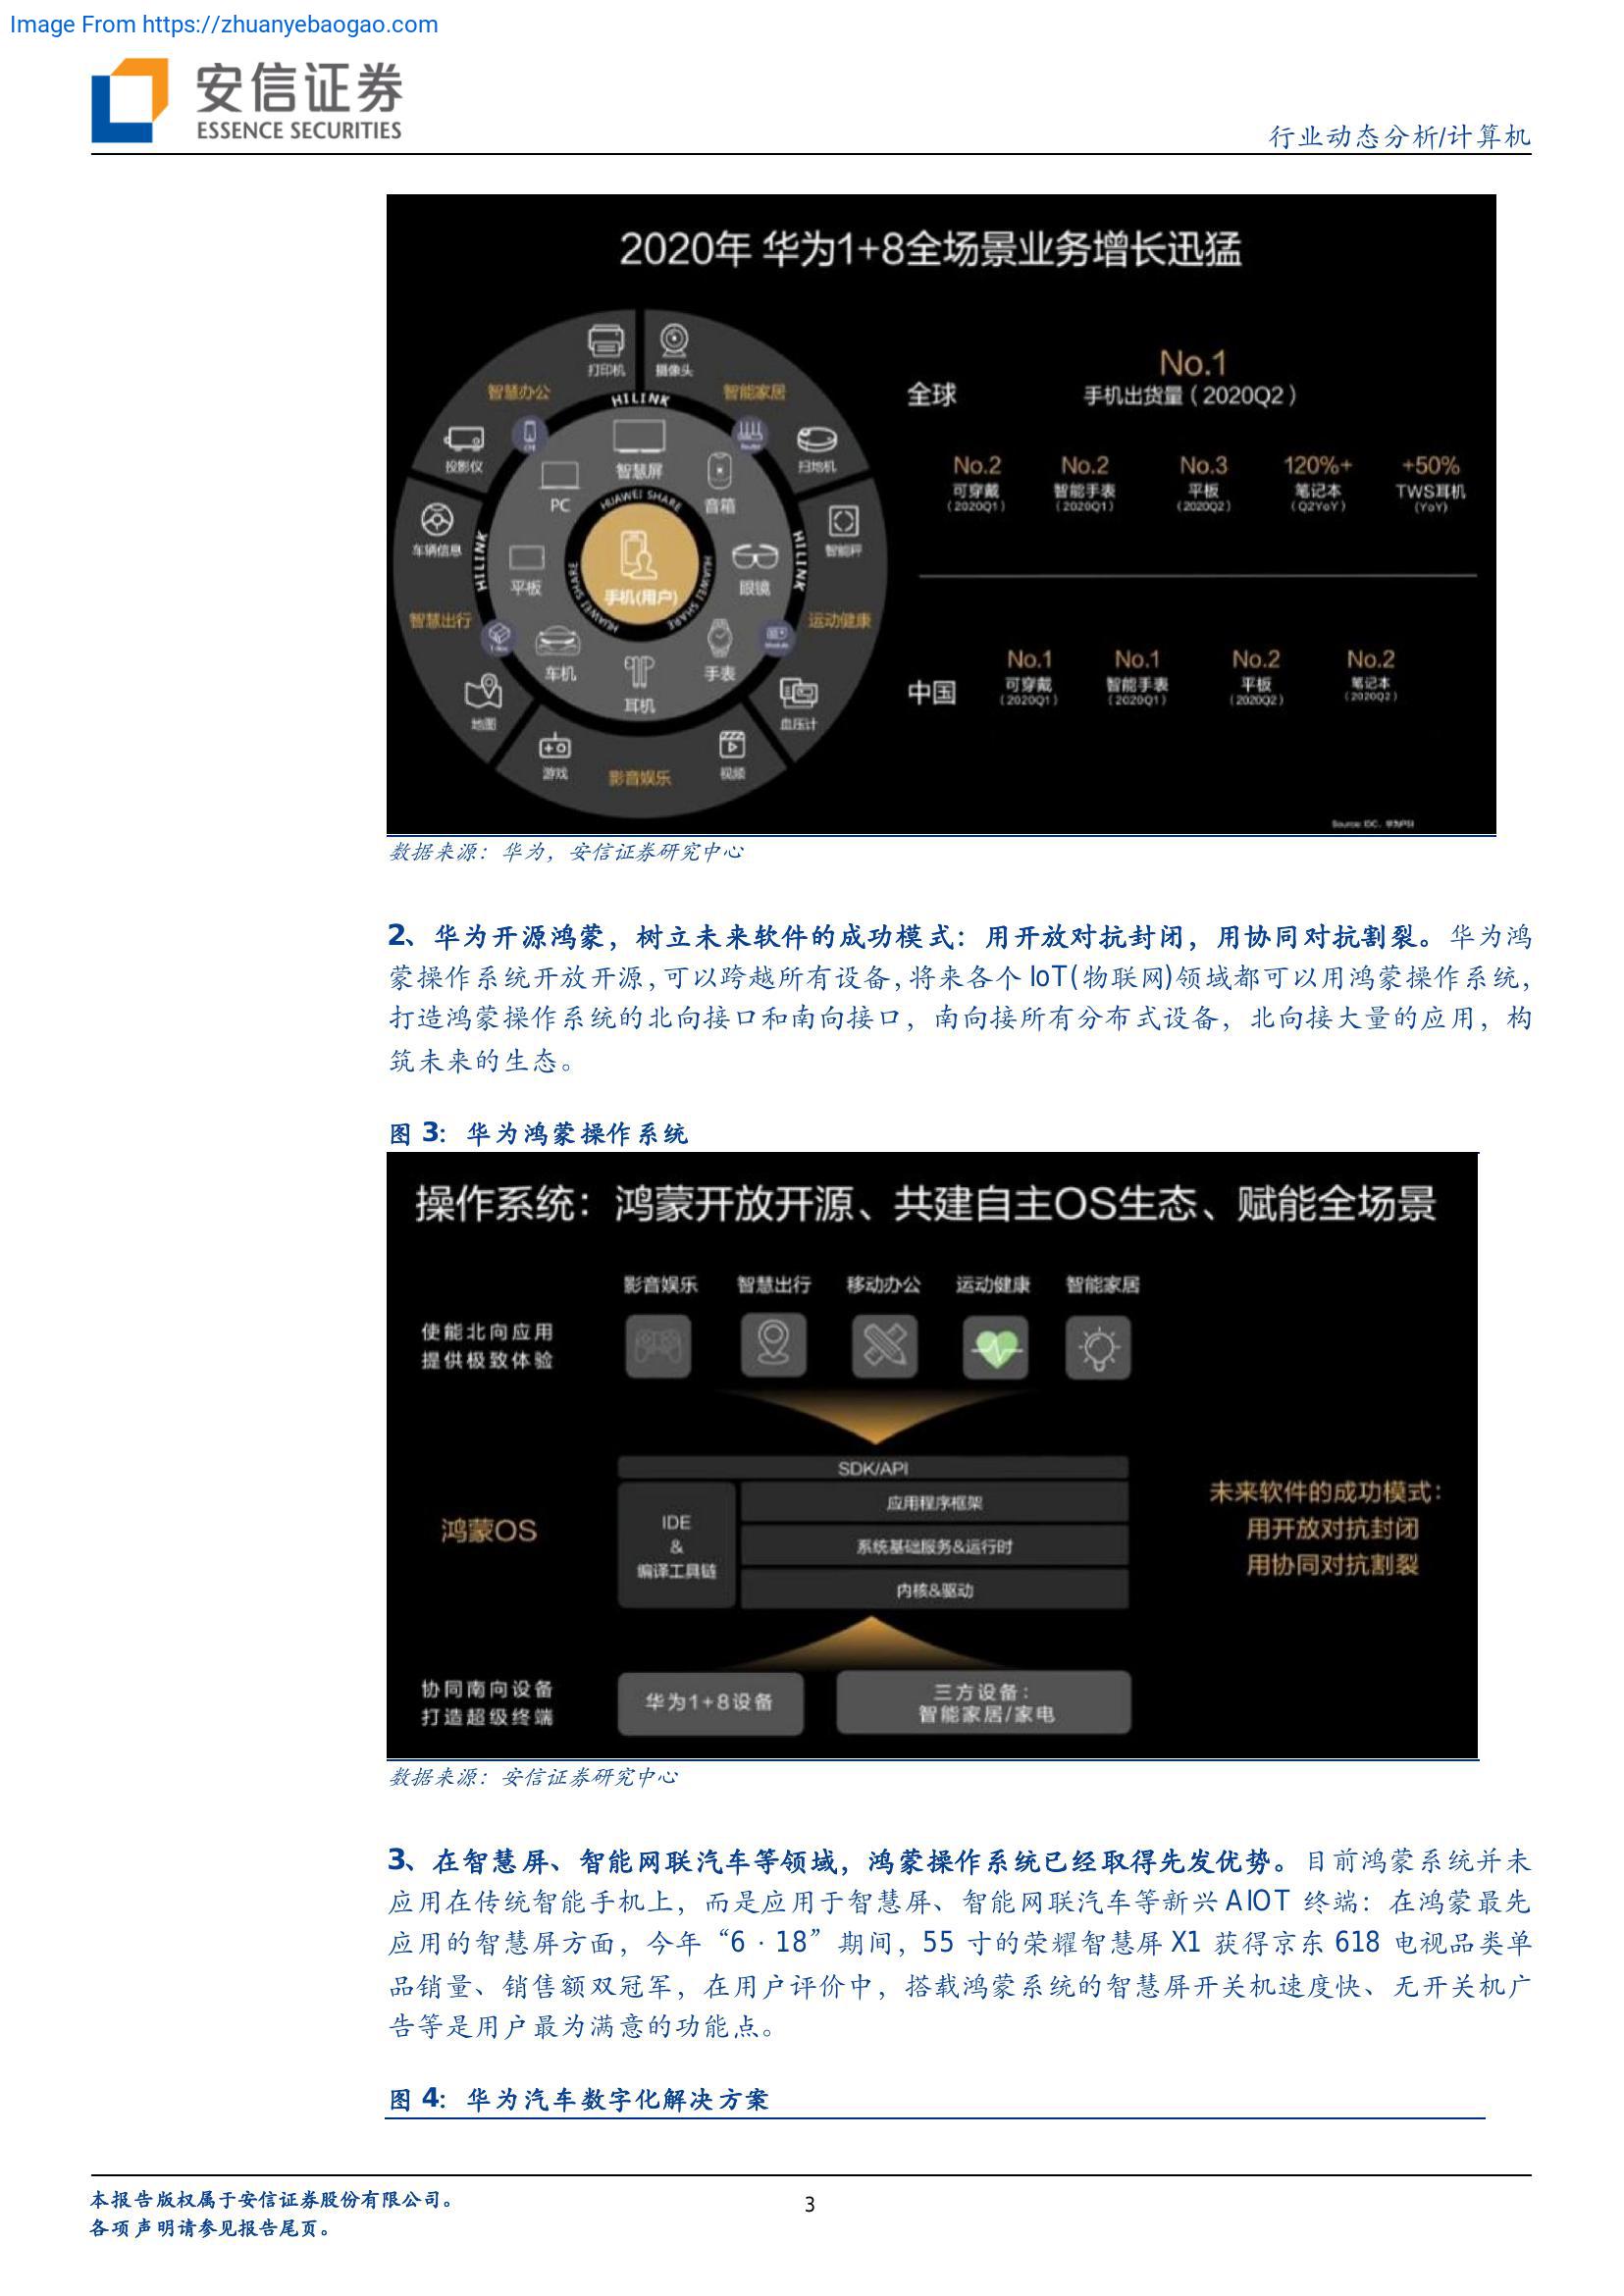 Image From https://zhuanyebaogao.com
安信证券
ESSENCE SECURITIES
行业动态分析/计算机
2020年 华为1+8全场景业务增长迅猛
打印机
摄像头
智慧办公
智能家居
HILINK
投影仪
扫地机
智慧屏
PC
音箱
HUAWEI SHARE
车辆信息
智能秤
HILINK
HILINK
平板
眼镜
手机(用户)
HUAWEI SHARE
HUAWEI SHARE
智慧出行
运动健康
车机
手表
耳机
地图
血压计
游戏
影音娱乐
视频
全球
No.1
手机出货量（2020Q2）
No.2
可穿戴
（2020Q1）
No.2
智能手表
（2020Q1）
No.3
平板
（2020Q2）
120%+
笔记本
（Q2YoY）
+50%
TWS耳机
（YoY）
中国
No.1
可穿戴
（2020Q1）
No.1
智能手表
（2020Q1）
No.2
平板
（2020Q2）
No.2
笔记本
（2020Q2）
数据来源：华为，安信证券研究中心
2、华为开源鸿蒙，树立未来软件的成功模式：用开放对抗封闭，用协同对抗割裂。华为鸿
蒙操作系统开放开源，可以跨越所有设备，将来各个 IoT(物联网)领域都可以用鸿蒙操作系统，
打造鸿蒙操作系统的北向接口和南向接口，南向接所有分布式设备，北向接大量的应用，构
筑未来的生态。
图 3：华为鸿蒙操作系统
操作系统：鸿蒙开放开源、共建自主OS生态、赋能全场景
影音娱乐 智慧出行 移动办公 运动健康 智能家居
使能北向应用
提供极致体验
SDK/API
鸿蒙OS
IDE
&
编译工具链
应用程序框架
系统基础服务&运行时
内核&驱动
未来软件的成功模式：
用开放对抗封闭
用协同对抗割裂
协同南向设备
打造超级终端
华为1+8设备
三方设备：
智能家居/家电
数据来源：安信证券研究中心
3、在智慧屏、智能网联汽车等领域，鸿蒙操作系统已经取得先发优势。目前鸿蒙系统并未
应用在传统智能手机上，而是应用于智慧屏、智能网联汽车等新兴 AIOT 终端：在鸿蒙最先
应用的智慧屏方面，今年“6·18”期间，55 寸的荣耀智慧屏 X1 获得京东 618 电视品类单
品销量、销售额双冠军，在用户评价中，搭载鸿蒙系统的智慧屏开关机速度快、无开关机广
告等是用户最为满意的功能点。
图 4：华为汽车数字化解决方案
本报告版权属于安信证券股份有限公司。
各项声明请参见报告尾页。
3